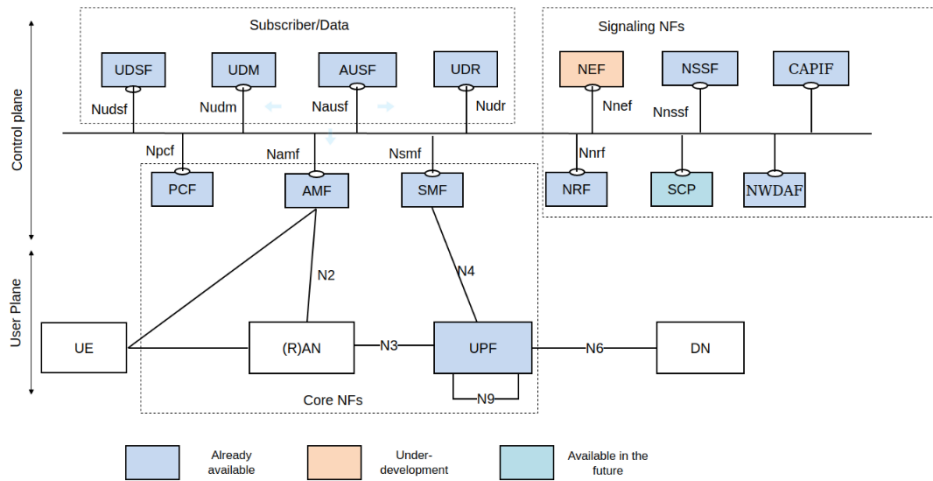 Subscriber/Data
Signaling NFs
UDSF
UDM
AUSF
UDR
NEF
NSSF
CAPIF
Nudsf
Nudm
Nausf
Nudr
Nnef
Nnssf
Control plane
Npcf
Namf
Nsmf
Nnrf
PCF
AMF
SMF
NRF
SCP
NWDAF
N2
N4
User Plane
UE
(R)AN
N3
UPF
N6
DN
N9
Core NFs
Already
available
Under-
development
Available in the
future